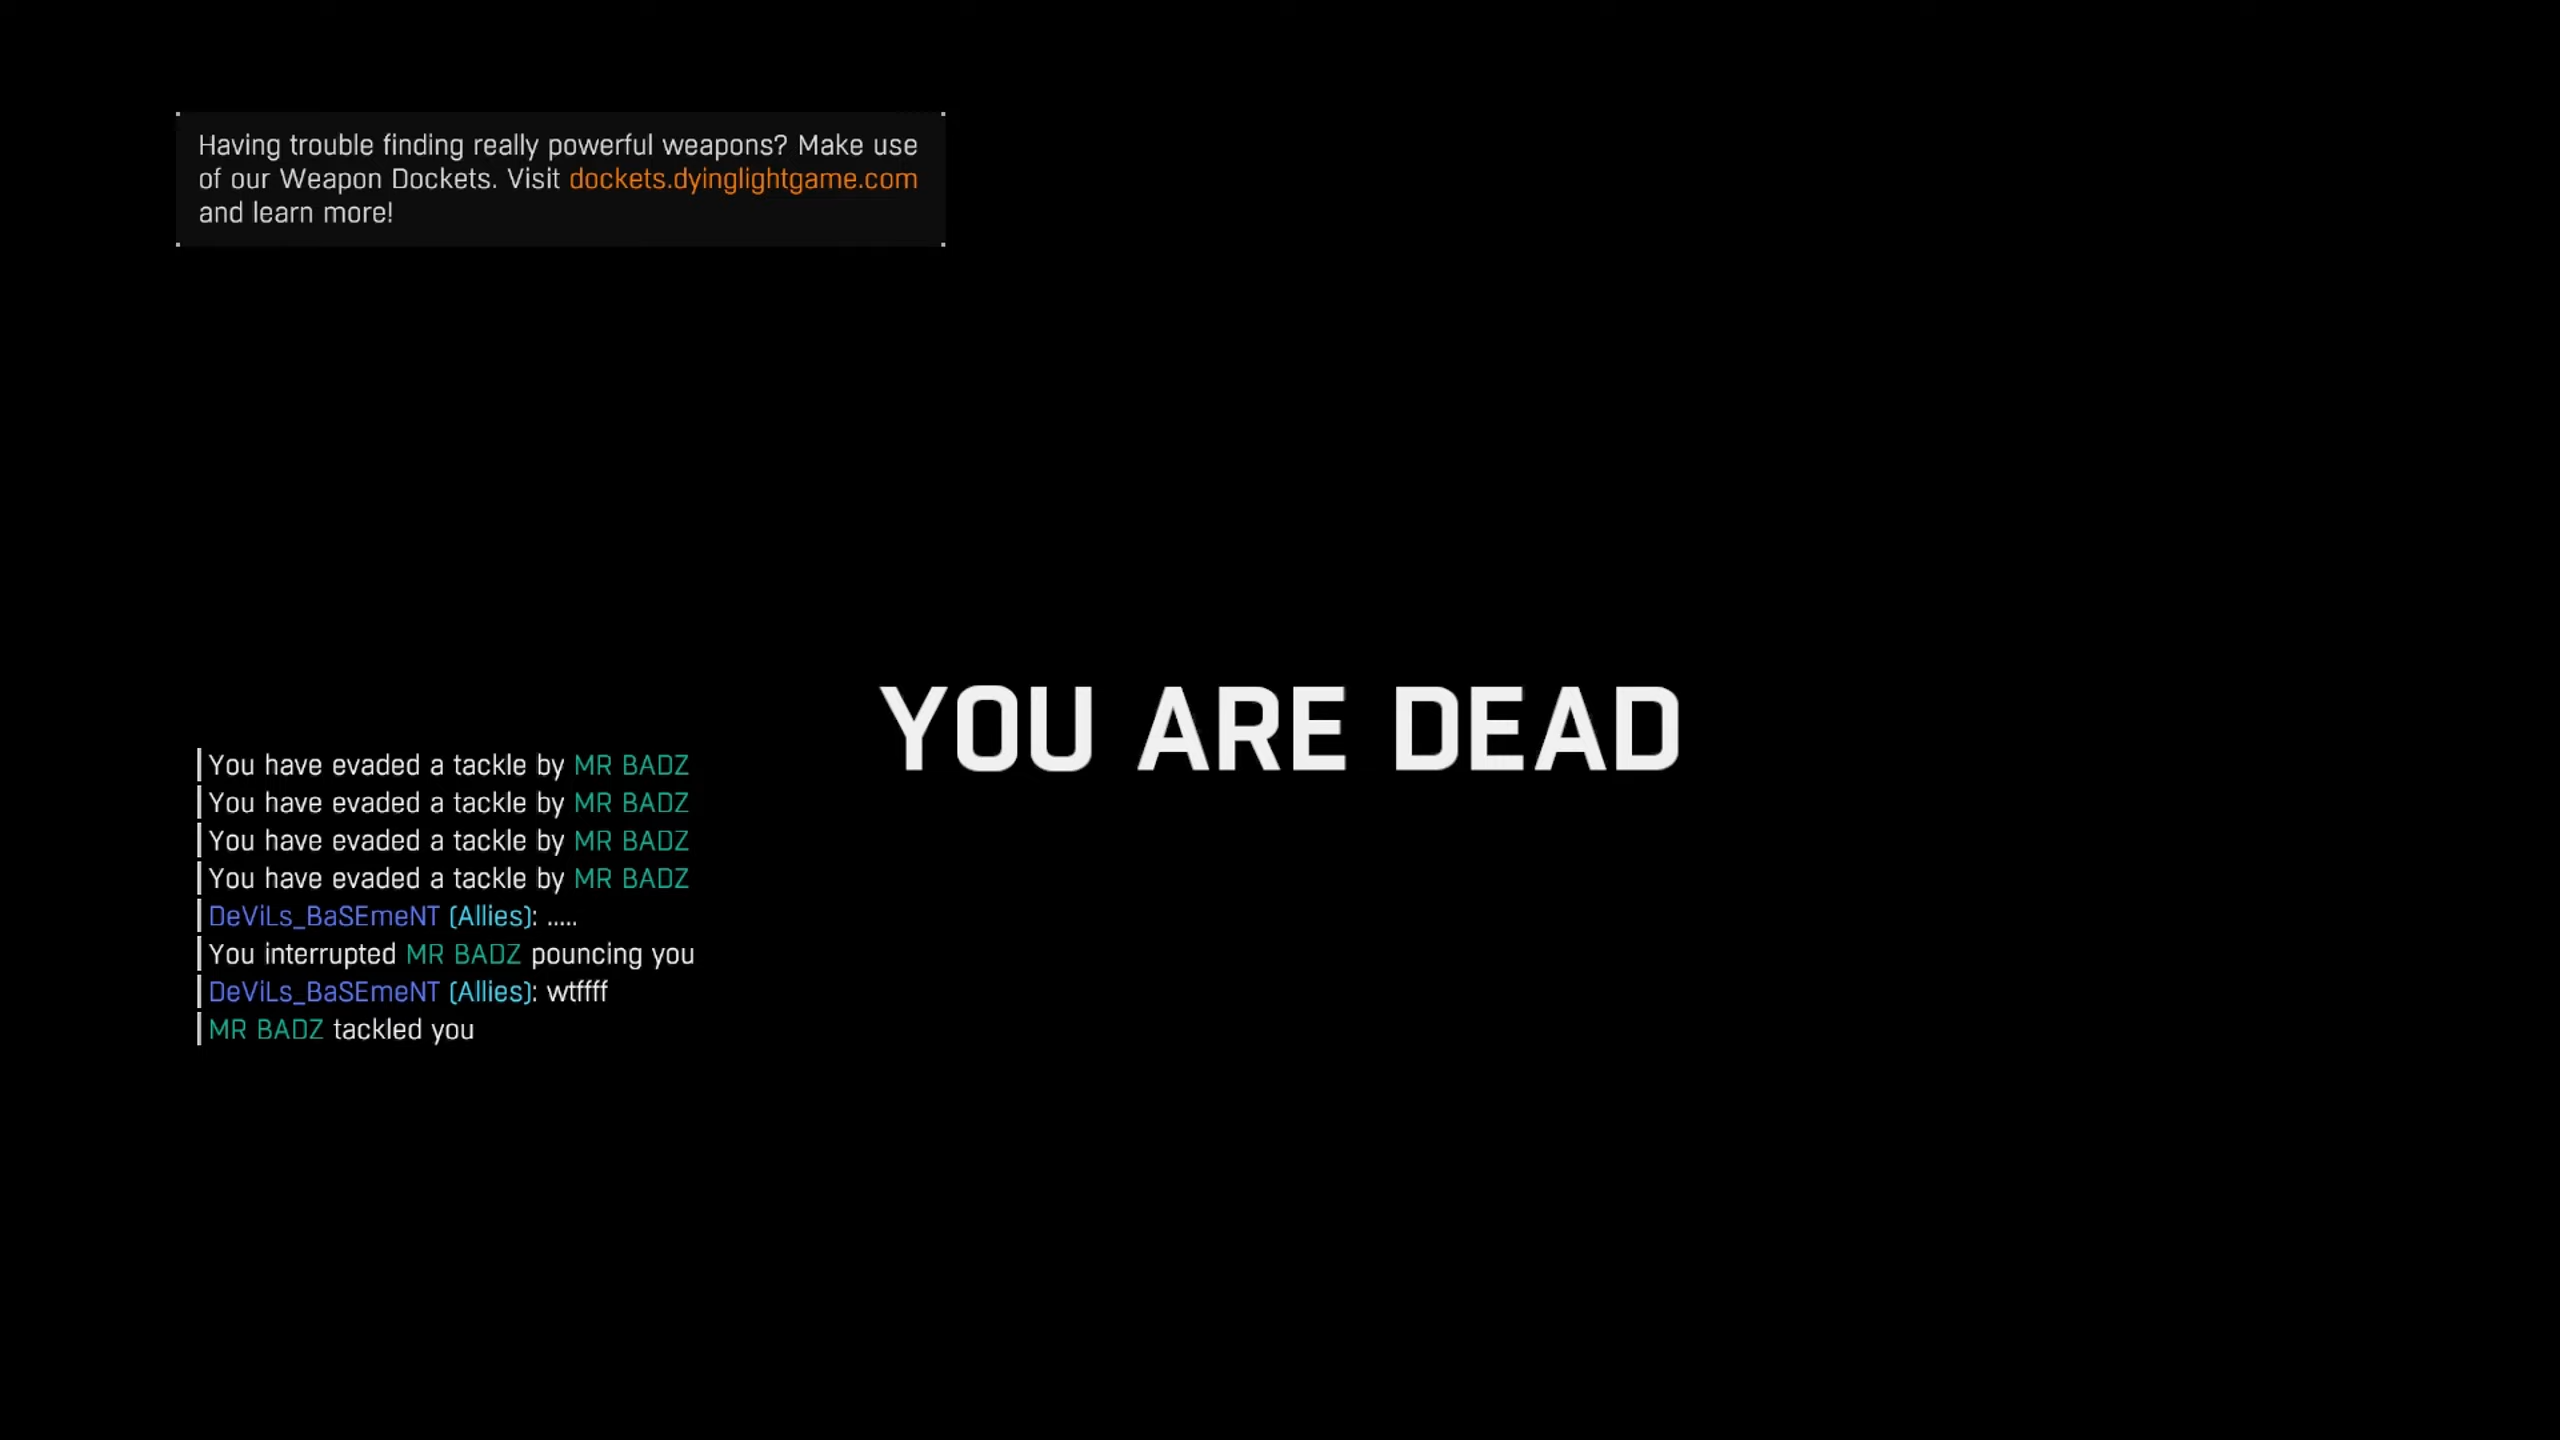 Having trouble finding really powerful weapons? Make use
of our Weapon Dockets. Visit dockets.dyinglightgame.com
and learn more!
YOU ARE DEAD
You have evaded a tackle by MR BADZ
You have evaded a tackle by MR BADZ
You have evaded a tackle by MR BADZ
You have evaded a tackle by MR BADZ
DeViLs_BaSEmeNT (Allies): .....
You interrupted MR BADZ pouncing you
DeViLs_BaSEmeNT (Allies): wtffff
MR BADZ tackled you